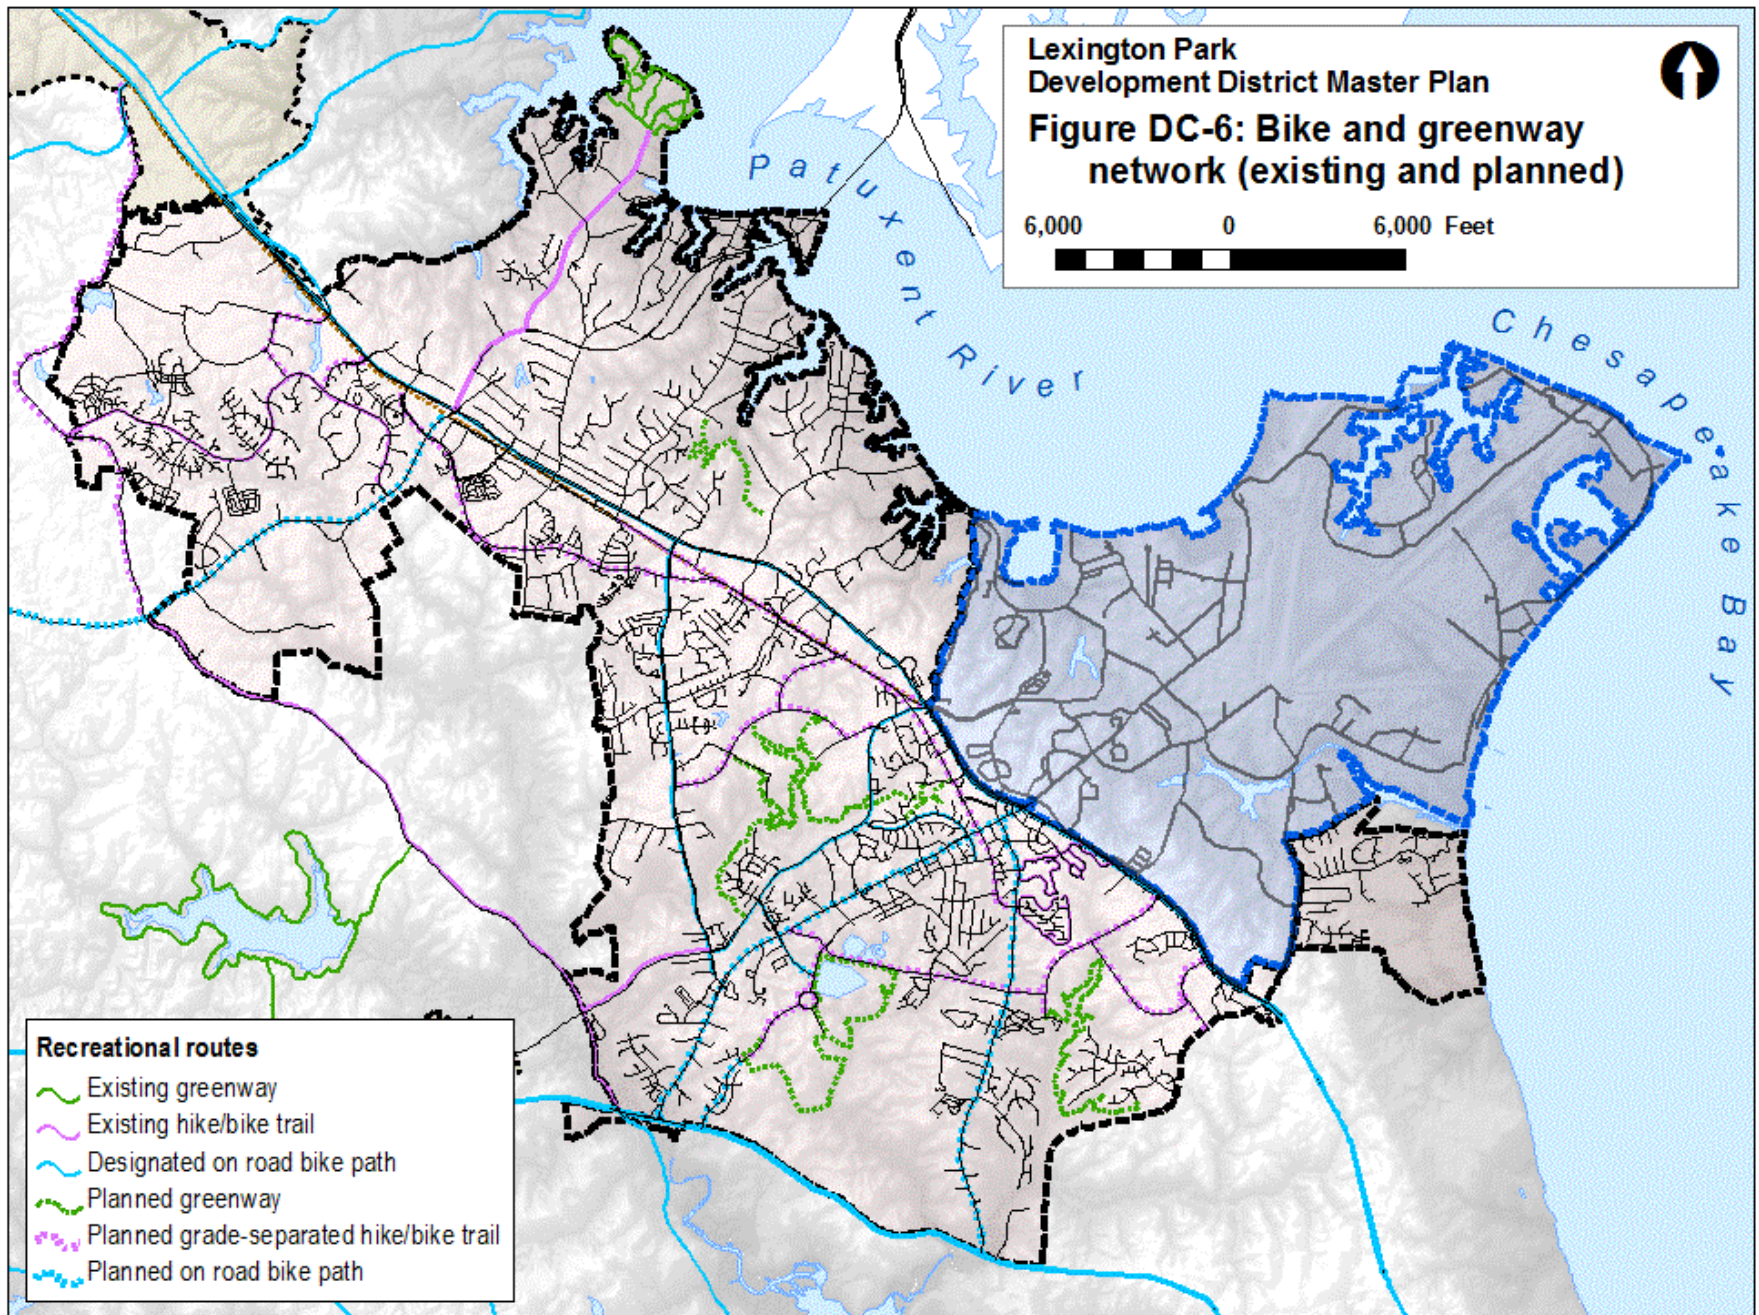 Lexington Park
Development District Master Plan
Figure DC-6: Bike and greenway
network (existing and planned)
6,000 0 6,000 Feet
Patuxent River
Chesapeake Bay
Recreational routes
Existing greenway
Existing hike/bike trail
Designated on road bike path
Planned greenway
Planned grade-separated hike/bike trail
Planned on road bike path